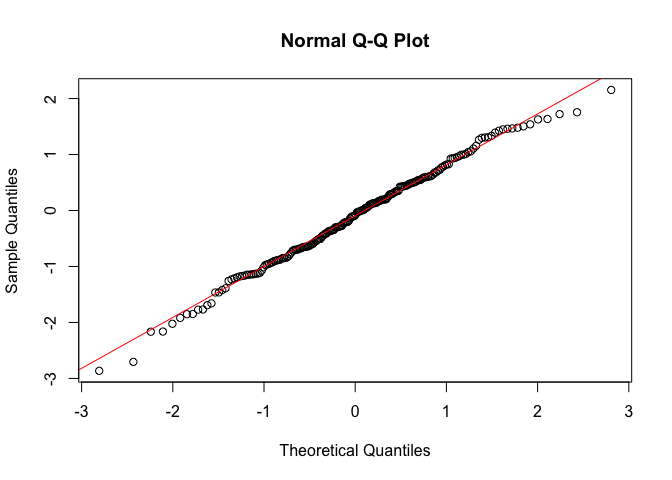 Normal Q-Q Plot
Sample Quantiles
2
1
0
-1
-2
-3
-3 -2 -1 0 1 2 3
Theoretical Quantiles